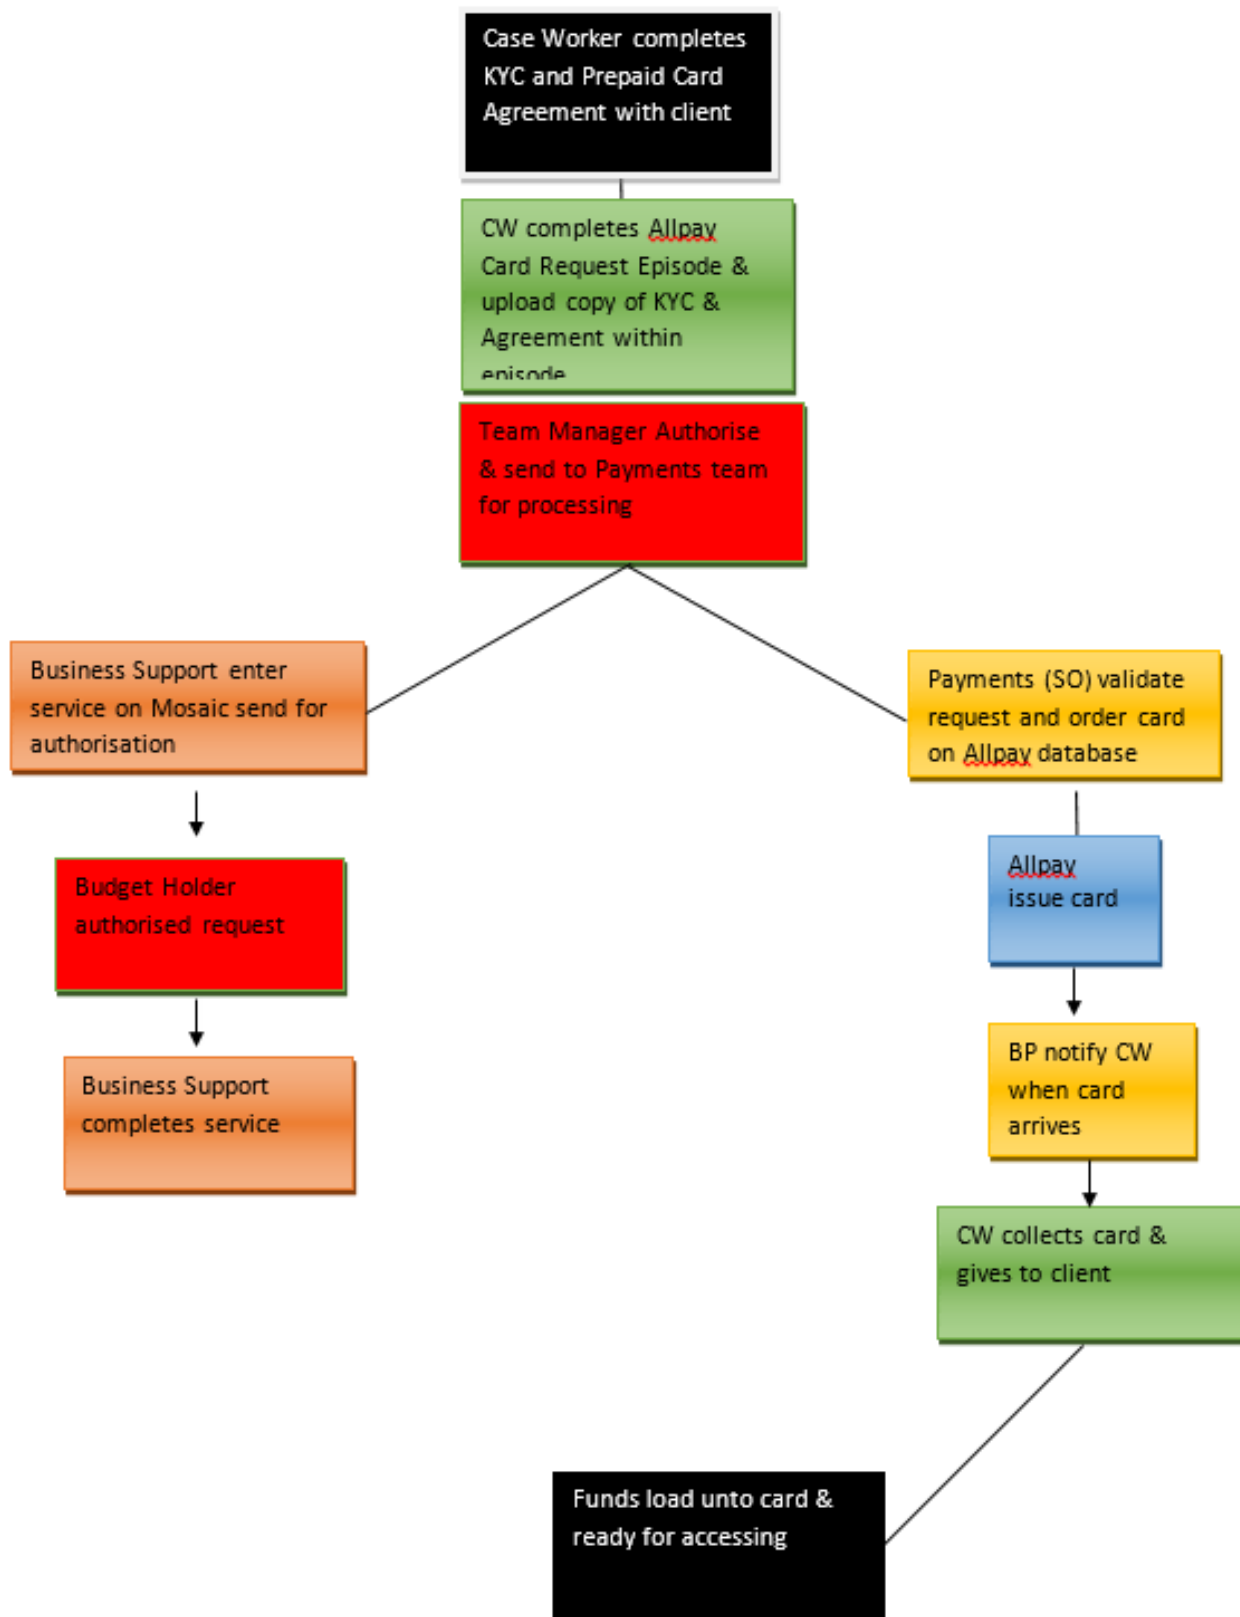 Case Worker completes
KYC and Prepaid Card
Agreement with client
CW completes Allpay
Card Request Episode &
upload copy of KYC &
Agreement within
episode
Team Manager Authorise
& send to Payments team
for processing
Business Support enter
service on Mosaic send for
authorisation
Payments (SO) validate
request and order card
on Allpay database
Budget Holder
authorised request
Allpay
issue card
Business Support
completes service
BP notify CW
when card
arrives
CW collects card &
gives to client
Funds load unto card &
ready for accessing